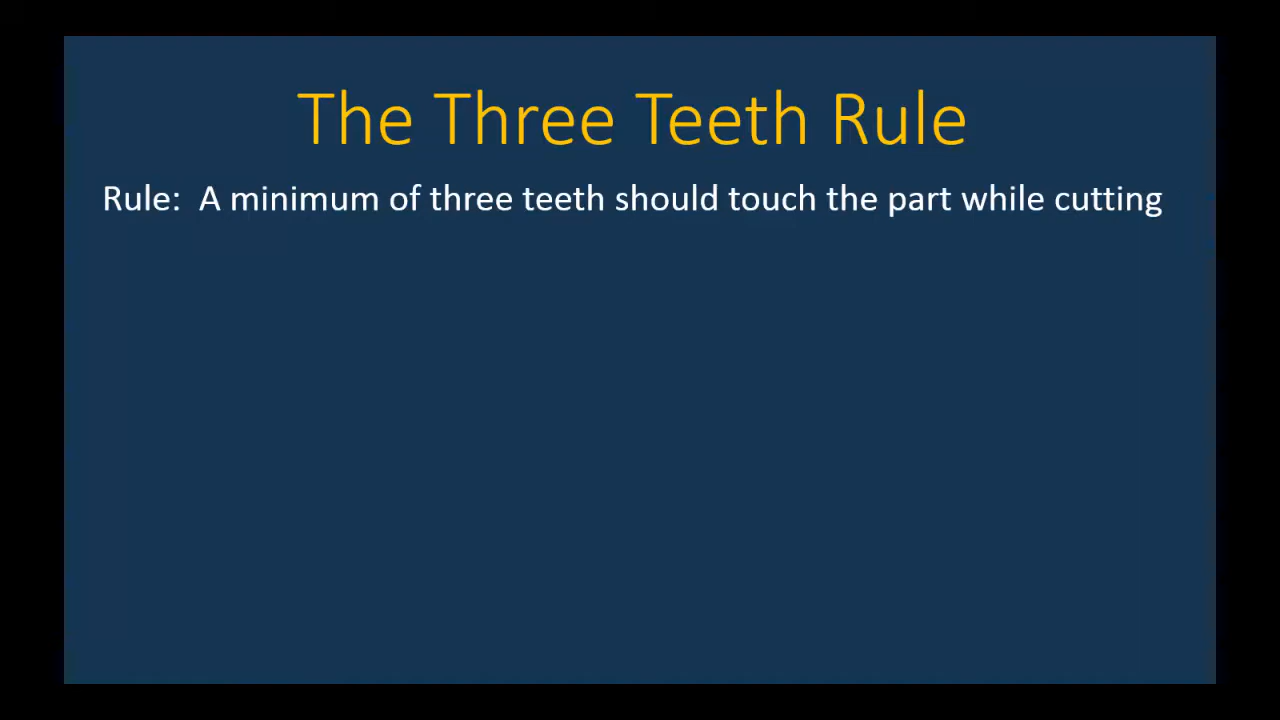 The Three Teeth Rule
Rule:  A minimum of three teeth should touch the part while cutting